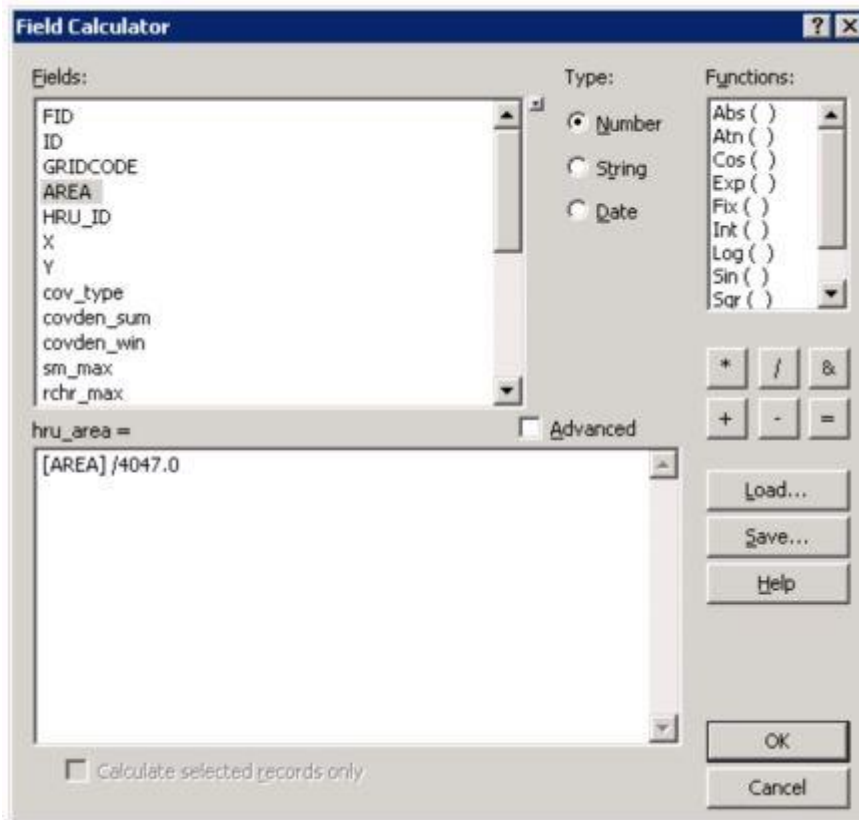 Field Calculator
Fields:
FID
ID
GRIDCODE
AREA
HRU_ID
X
Y
cov_type
covden_sum
covden_win
sm_max
rchr_max
Type:
Number
String
Date
Functions:
Abs ( )
Atn ( )
Cos ( )
Exp ( )
Fix ( )
Int ( )
Log ( )
Sin ( )
Sqr ( )
* / &
+ - =
hru_area =
Advanced
[AREA] /4047.0
Load...
Save...
Help
Calculate selected records only
OK
Cancel